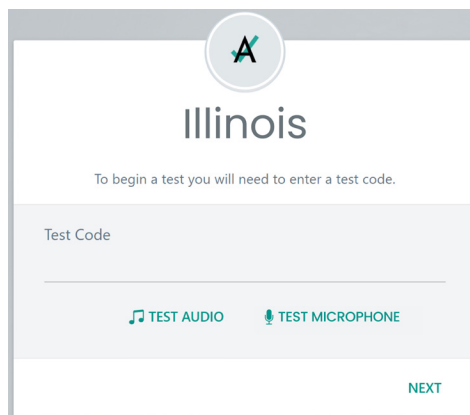 A
Illinois
To begin a test you will need to enter a test code.
Test Code
TEST AUDIO TEST MICROPHONE
NEXT